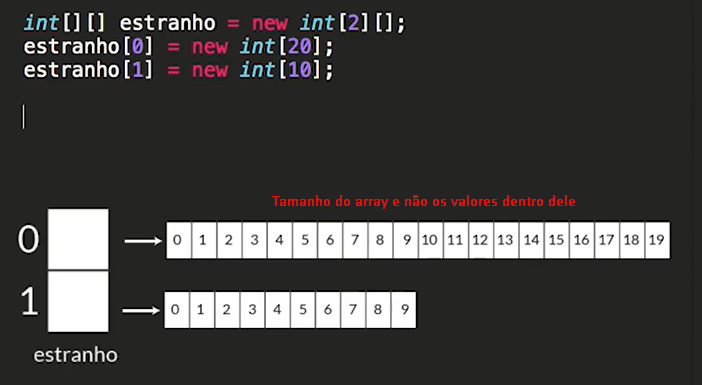 int[][] estranho = new int[2][];
estranho[0] = new int[20];
estranho[1] = new int[10];
Tamanho do array e não os valores dentro dele
0 0 1 2 3 4 5 6 7 8 9 10 11 12 13 14 15 16 17 18 19
1 0 1 2 3 4 5 6 7 8 9
estranho